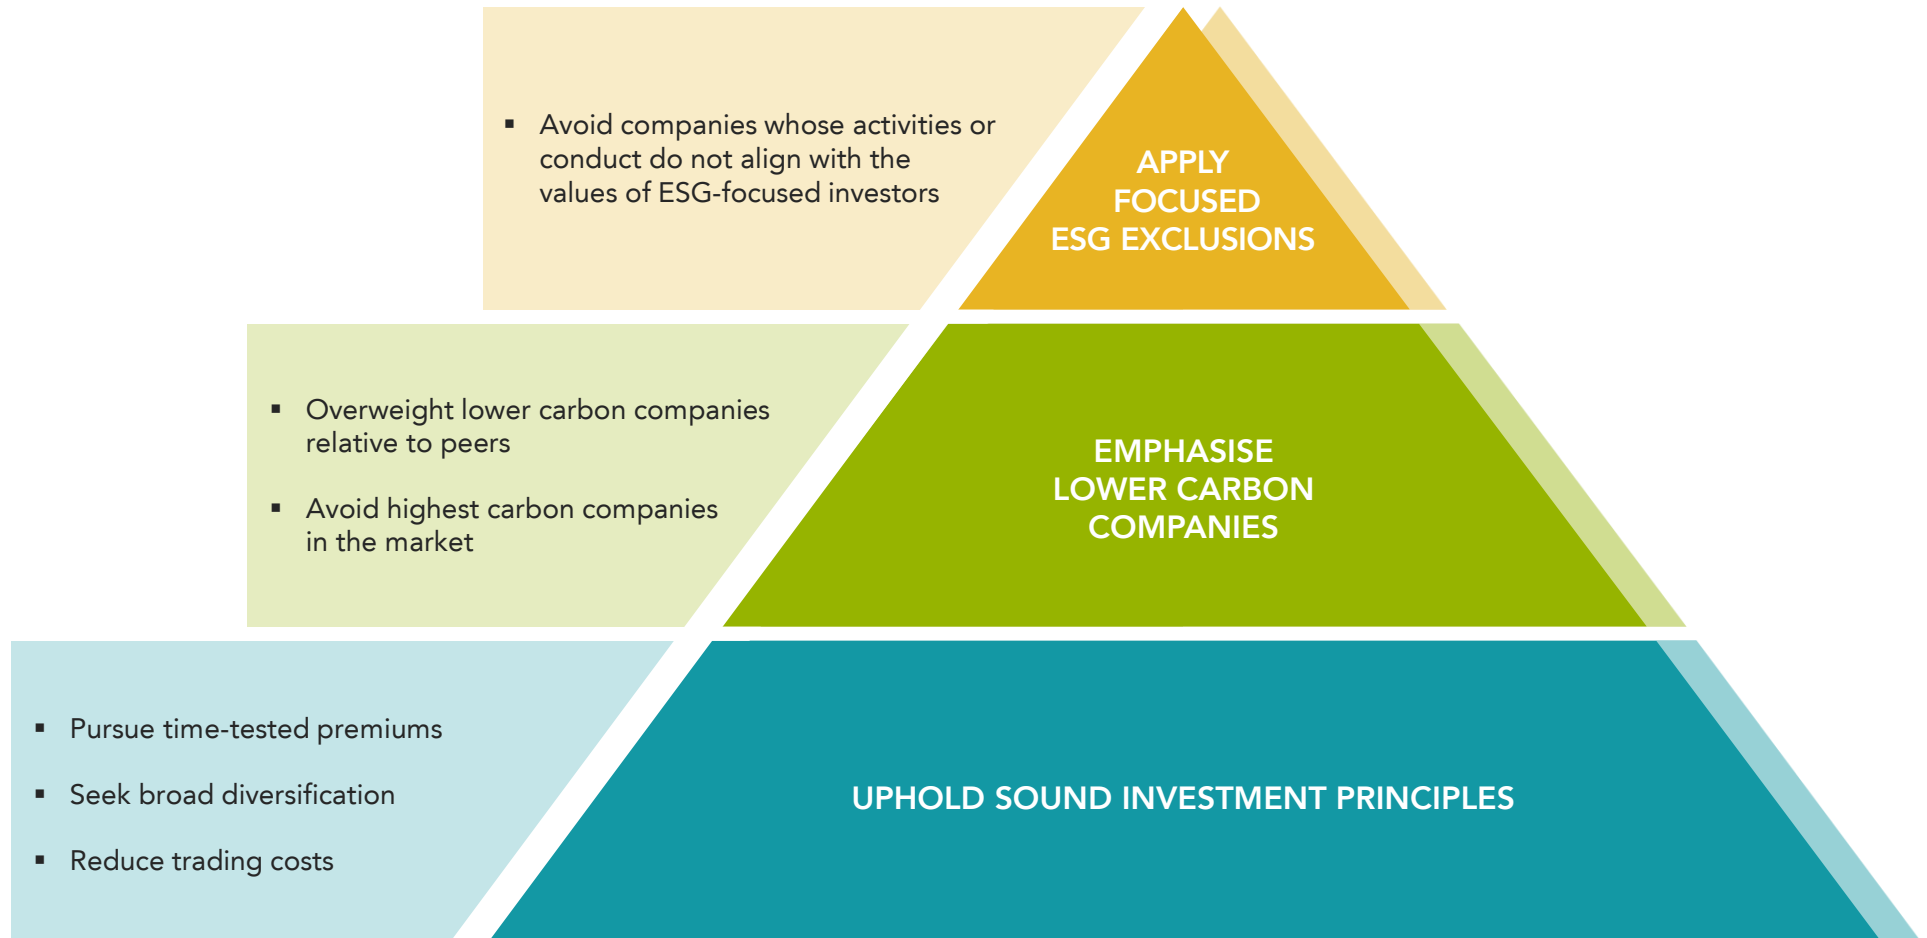 ▪ Avoid companies whose activities or
conduct do not align with the
values of ESG-focused investors
APPLY
FOCUSED
ESG EXCLUSIONS
▪ Overweight lower carbon companies
relative to peers
▪ Avoid highest carbon companies
in the market
EMPHASISE
LOWER CARBON
COMPANIES
▪ Pursue time-tested premiums
▪ Seek broad diversification
▪ Reduce trading costs
UPHOLD SOUND INVESTMENT PRINCIPLES